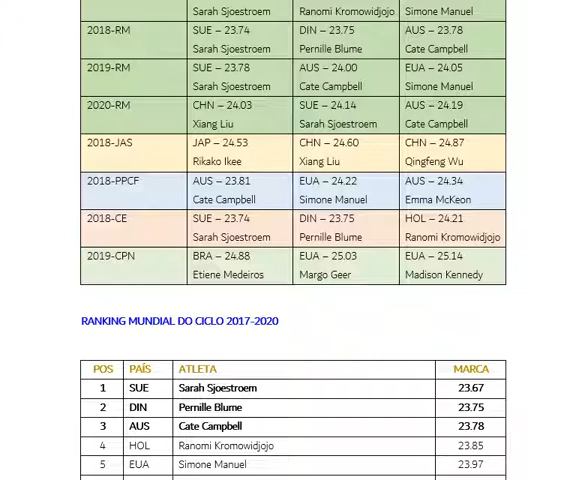 Sarah Sjoestroem Ranomi Kromowidjojo Simone Manuel
2018-RM SUE – 23.74 DIN – 23.75 AUS – 23.78
Sarah Sjoestroem Pernille Blume Cate Campbell
2019-RM SUE – 23.78 AUS – 24.00 EUA – 24.05
Sarah Sjoestroem Cate Campbell Simone Manuel
2020-RM CHN – 24.03 SUE – 24.14 AUS – 24.19
Xiang Liu Sarah Sjoestroem Cate Campbell
2018-JAS JAP – 24.53 CHN – 24.60 CHN – 24.87
Rikako Ikee Xiang Liu Qingfeng Wu
2018-PPCF AUS – 23.81 EUA – 24.22 AUS – 24.34
Cate Campbell Simone Manuel Emma McKeon
2018-CE SUE – 23.74 DIN – 23.75 HOL – 24.21
Sarah Sjoestroem Pernille Blume Ranomi Kromowidjojo
2019-CPN BRA – 24.88 EUA – 25.03 EUA – 25.14
Etiene Medeiros Margo Geer Madison Kennedy
RANKING MUNDIAL DO CICLO 2017-2020
POS PAÍS ATLETA MARCA
1 SUE Sarah Sjoestroem 23.67
2 DIN Pernille Blume 23.75
3 AUS Cate Campbell 23.78
4 HOL Ranomi Kromowidjojo 23.85
5 EUA Simone Manuel 23.97